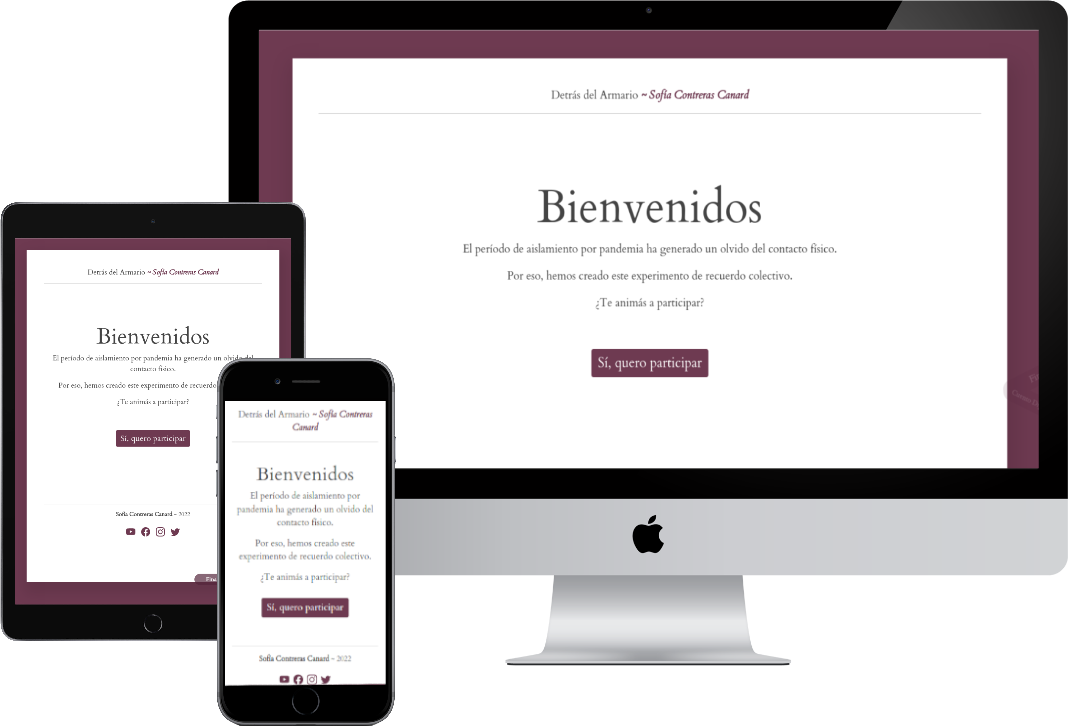 Detrás del Armario ~ Sofía Contreras Canard
Bienvenidos
El período de aislamiento por pandemia ha generado un olvido del contacto físico.
Por eso, hemos creado este experimento de recuerdo colectivo.
¿Te animás a participar?
Sí, quero participar
Detrás del Armario ~ Sofía Contreras Canard
Bienvenidos
El período de aislamiento por pandemia ha generado un olvido del
contacto físico.
Por eso, hemos creado este experimento de recuerdo
¿Te animás a participar?
Sí, quero participar
Sofía Contreras Canard - 2022
Detrás del Armario ~ Sofía Contreras
Canard
Bienvenidos
El período de aislamiento por
pandemia ha generado un olvido del
contacto físico.
Por eso, hemos creado este
experimento de recuerdo colectivo.
¿Te animás a participar?
Sí, quero participar
Sofía Contreras Canard - 2022